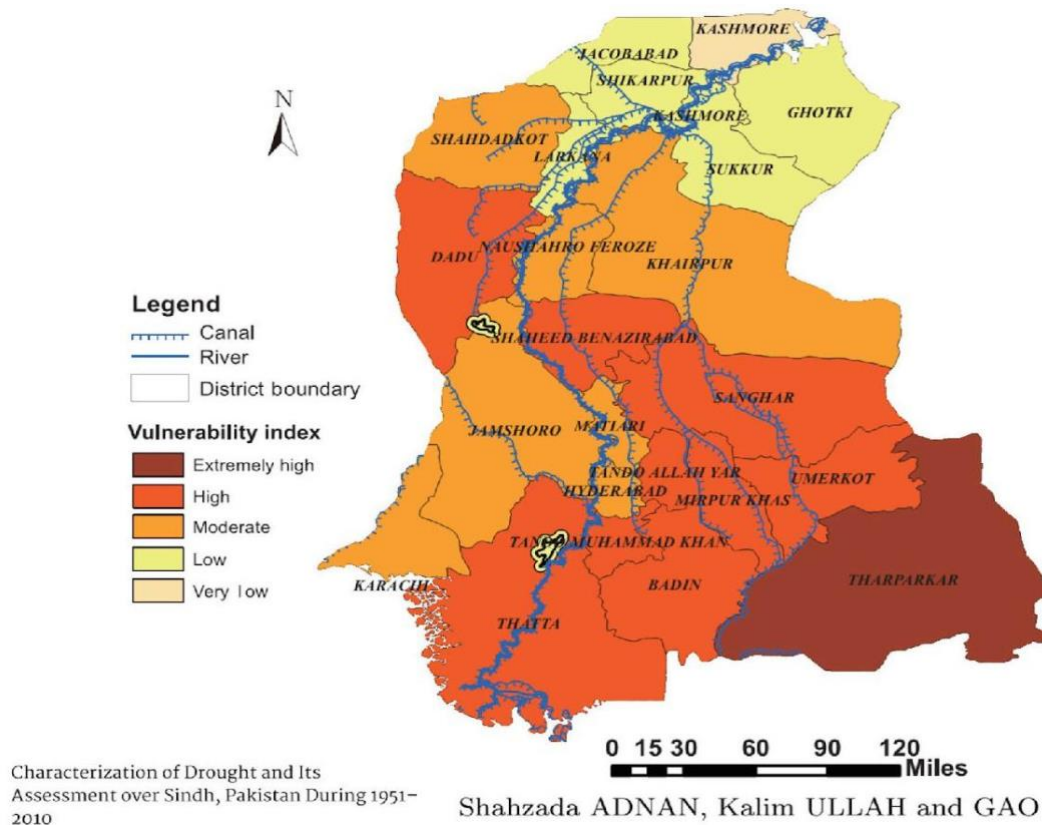 KASHMORE
JACOBABAD
SHIKARPUR
KASHMORE
GHOTKI
N
SHAHDADKOT
LARKANA
SUKKUR
NAUSHAHRO FEROZE
DADU
KHAIRPUR
Legend
Canal
River
District boundary
SHAHEED BENAZIRABAD
SANGHAR
Vulnerability index
Extremely high
High
Moderate
Low
Very low
JAMSHORO
MATIARI
TANDO ALLAH YAR
UMERKOT
HYDERABAD
MIRPUR KHAS
TANDO MUHAMMAD KHAN
KARACHI
BADIN
THARPARKAR
THATTA
0 15 30 60 90 120
Miles
Characterization of Drought and Its
Assessment over Sindh, Pakistan During 1951–
2010
Shahzada ADNAN, Kalim ULLAH and GAO